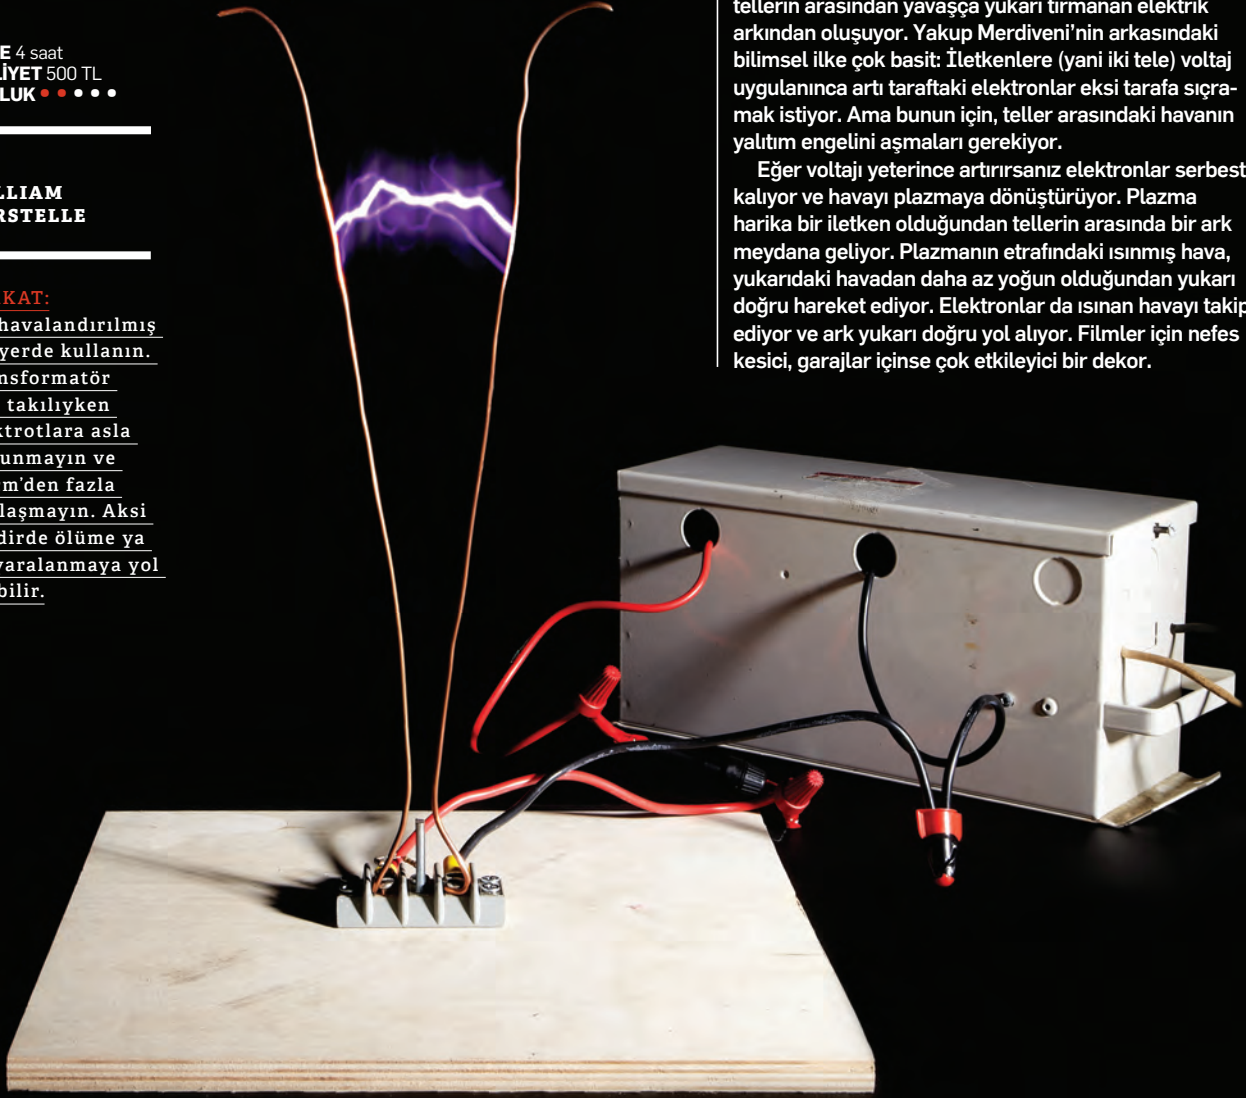 E 4 saat
LİYET 500 TL
LUK
LLIAM
RSTELLE
KAT:
havalandırılmış
yerde kullanın.
nsformatör
takılıyken
ktrotlara asla
unmayın ve
m'den fazla
laşmayın. Aksi
dirde ölüme ya
yaralanmaya yol
bilir.
tellerin arasından yavaşça yukarı tırmanan elektrik
arkından oluşuyor. Yakup Merdiveni'nin arkasındaki
bilimsel ilke çok basit: İletkenlere (yani iki tele) voltaj
uygulanınca artı taraftaki elektronlar eksi tarafa sıçra-
mak istiyor. Ama bunun için, teller arasındaki havanın
yalıtım engelini aşmaları gerekiyor.
Eğer voltajı yeterince artırırsanız elektronlar serbest
kalıyor ve havayı plazmaya dönüştürüyor. Plazma
harika bir iletken olduğundan tellerin arasında bir ark
meydana geliyor. Plazmanın etrafındaki ısınmış hava,
yukarıdaki havadan daha az yoğun olduğundan yukarı
doğru hareket ediyor. Elektronlar da ısınan havayı takip
ediyor ve ark yukarı doğru yol alıyor. Filmler için nefes
kesici, garajlar içinse çok etkileyici bir dekor.